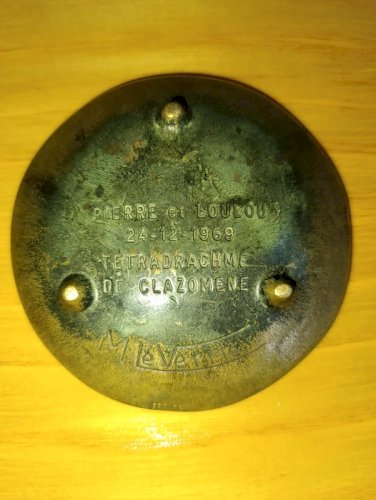 PIERRE et LOULOU
24-12-1969
TETRADRACHME
DE CLAZOMENE